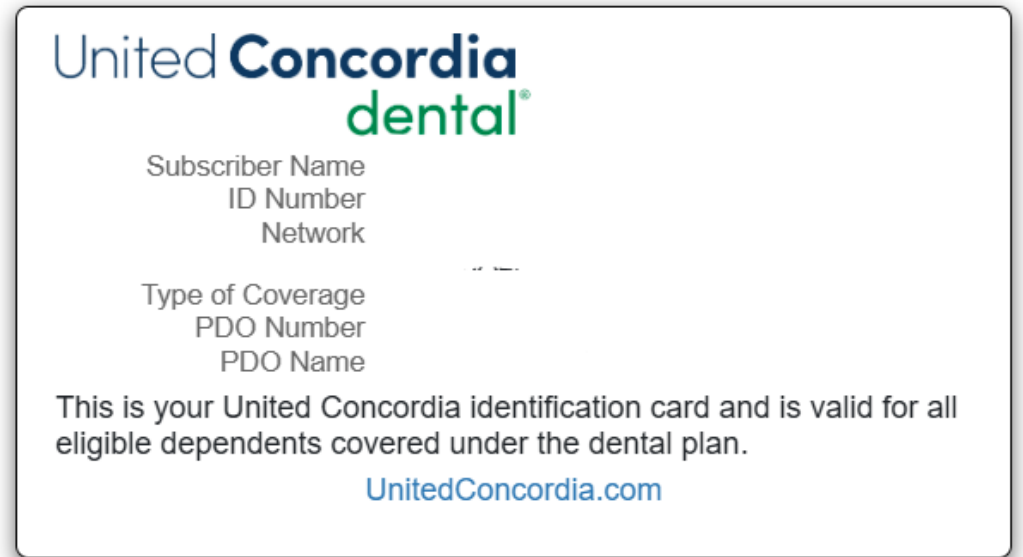 United Concordia
dental®
Subscriber Name
ID Number
Network
Type of Coverage
PDO Number
PDO Name
This is your United Concordia identification card and is valid for all
eligible dependents covered under the dental plan.
UnitedConcordia.com